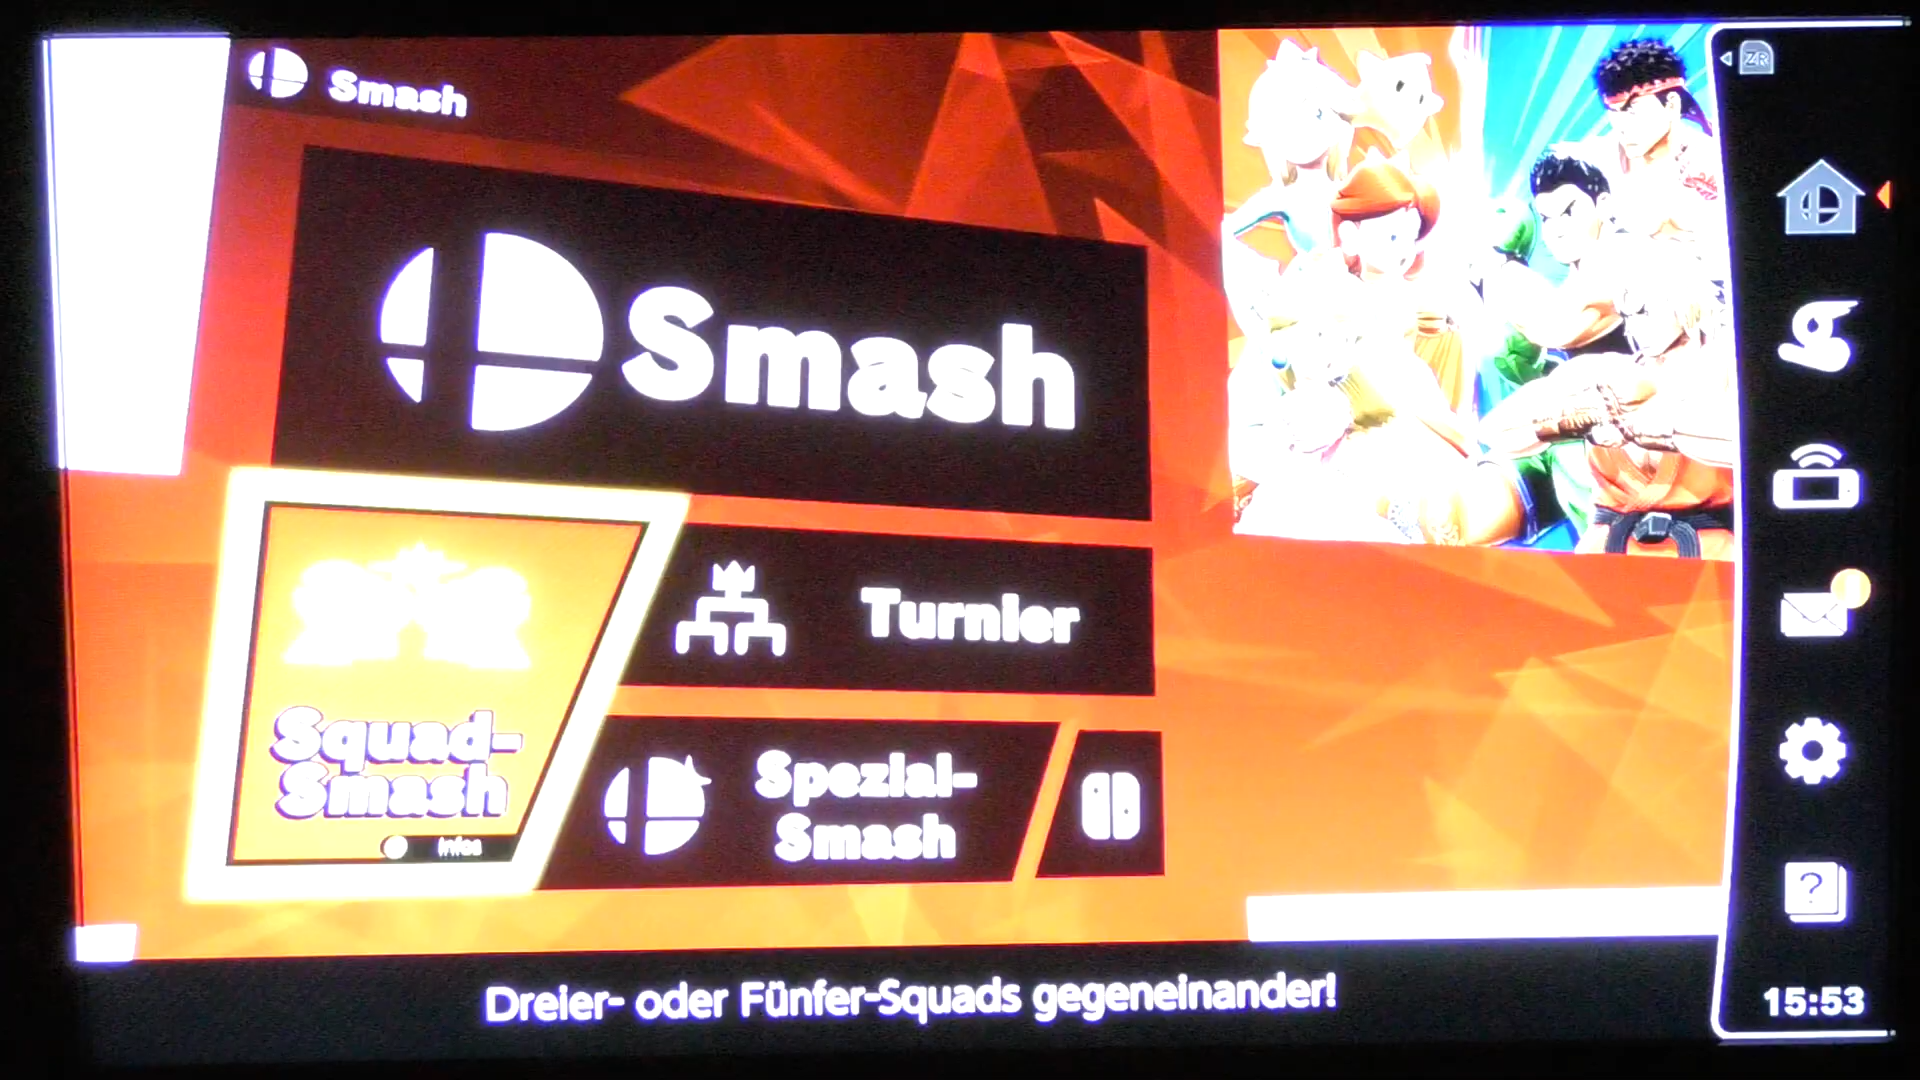 Smash
ZR
Smash
Squad-
Smash
Infos
Turnier
Spezial-
Smash
?
Dreier- oder Fünfer-Squads gegeneinander!
15:53